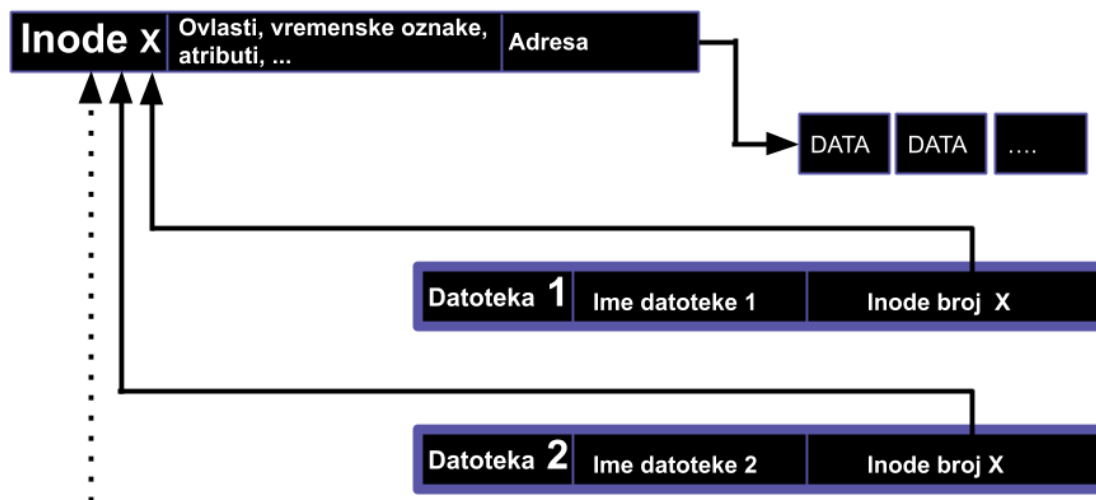 Inode x
Ovlasti, vremenske oznake,
atributi, ...
Adresa
DATA
DATA
....
Datoteka 1
Ime datoteke 1
Inode broj X
Datoteka 2
Ime datoteke 2
Inode broj X